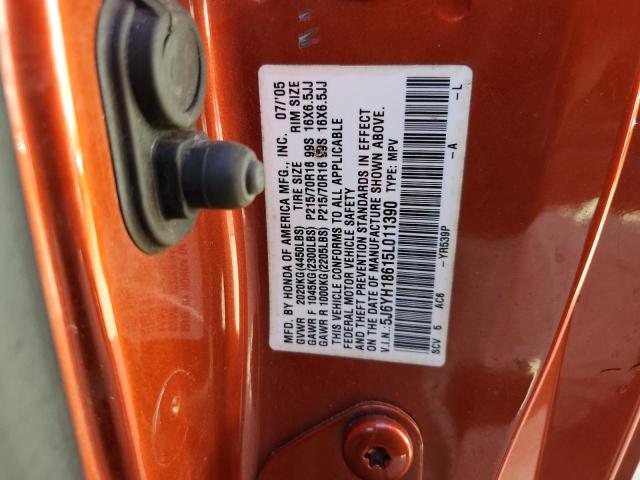 MFD. BY HONDA OF AMERICA MFG., INC. 07/'05
GVWR 2020KG(4450LBS) TIRE SIZE RIM SIZE
GAWR F 1045KG(2300LBS) P215/70R16 99S 16X6.5JJ
GAWR R 1000KG(2200LBS) P215/70R16 99S 16X6.5JJ
THIS VEHICLE CONFORMS TO ALL APPLICABLE
FEDERAL MOTOR VEHICLE SAFETY
AND THEFT PREVENTION STANDARDS IN EFFECT
ON THE DATE OF MANUFACTURE SHOWN ABOVE.
V.I.N.: 5J6YH18615L011390 TYPE: MPV
SCV 5 AC6 -YR539P -A -L